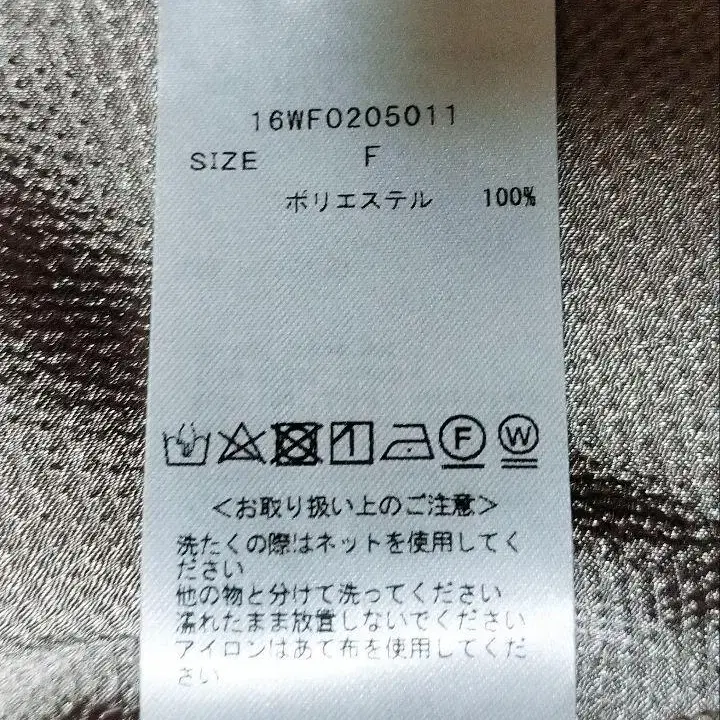 16WF0205011
SIZE F
ポリエステル 100%
F W
<お取り扱い上のご注意>
洗たくの際はネットを使用してく
ださい
他の物と分けて洗ってください
濡れたまま放置しないでください
アイロンはあて布を使用してくだ
さい